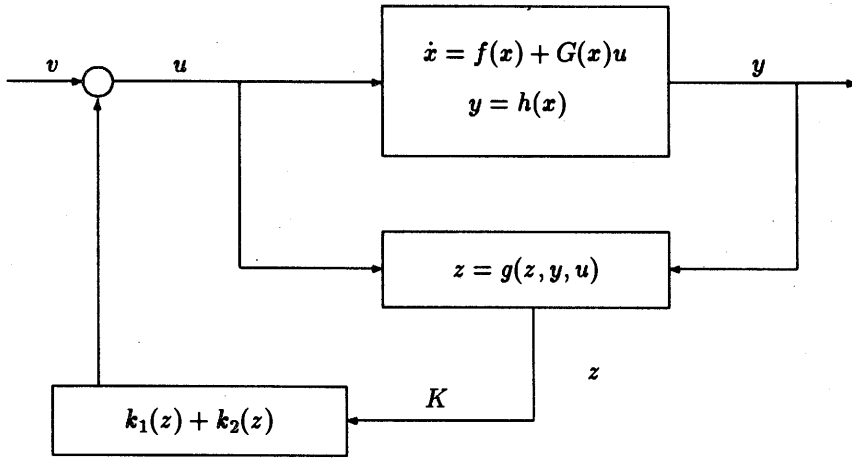 v
u
ẋ = f(x) + G(x)u
y = h(x)
y
z = g(z, y, u)
z
K
k₁(z) + k₂(z)